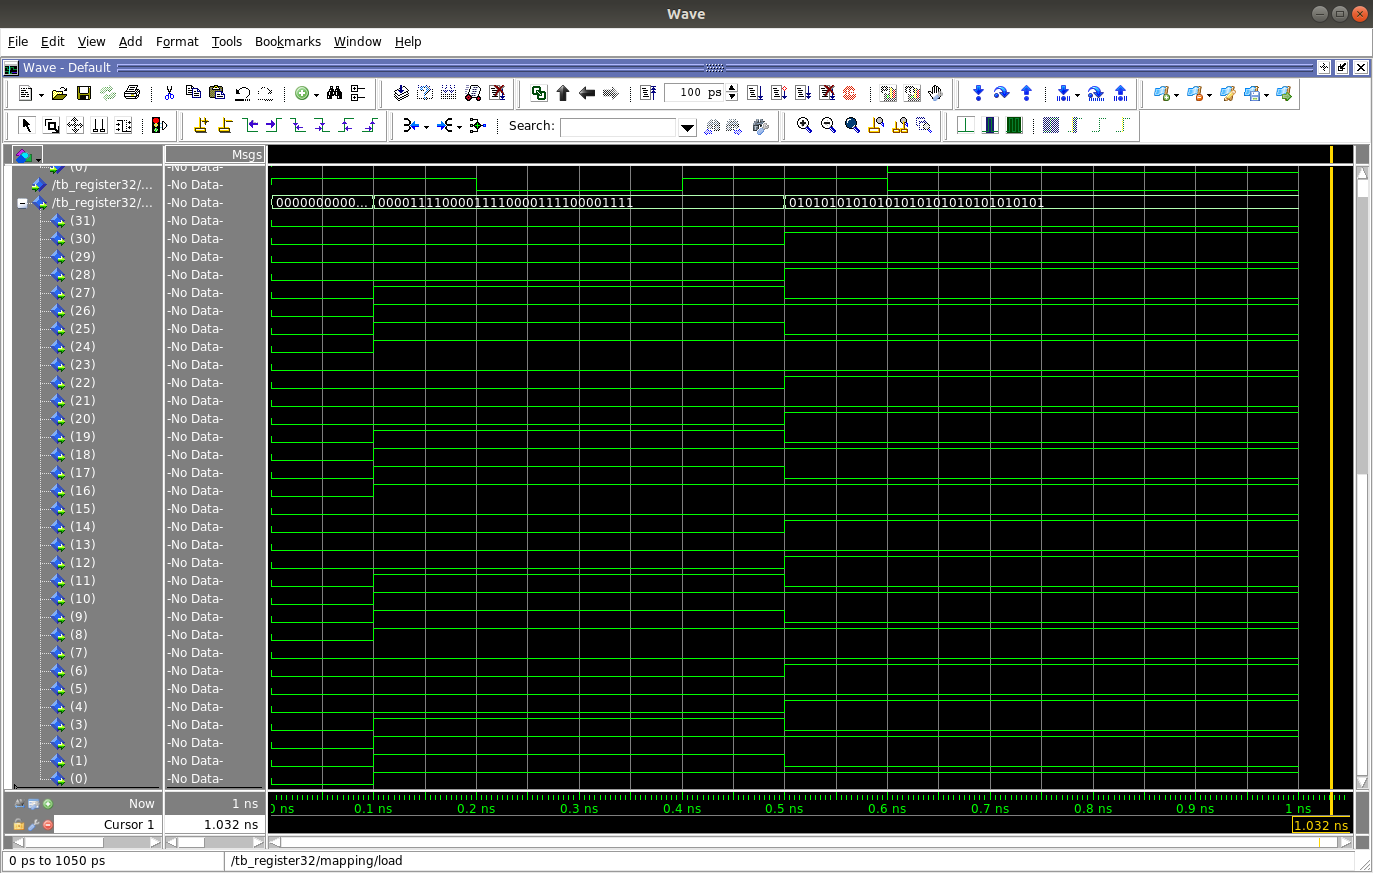 Wave
File Edit View Add Format Tools Bookmarks Window Help
Wave - Default
100 ps
Search:
Msgs
(0) -No Data-
/tb_register32/... -No Data-
/tb_register32/... -No Data- 0000000000... 00001111000011110000111100001111 01010101010101010101010101010101
(31) -No Data-
(30) -No Data-
(29) -No Data-
(28) -No Data-
(27) -No Data-
(26) -No Data-
(25) -No Data-
(24) -No Data-
(23) -No Data-
(22) -No Data-
(21) -No Data-
(20) -No Data-
(19) -No Data-
(18) -No Data-
(17) -No Data-
(16) -No Data-
(15) -No Data-
(14) -No Data-
(13) -No Data-
(12) -No Data-
(11) -No Data-
(10) -No Data-
(9) -No Data-
(8) -No Data-
(7) -No Data-
(6) -No Data-
(5) -No Data-
(4) -No Data-
(3) -No Data-
(2) -No Data-
(1) -No Data-
(0) -No Data-
Now 1 ns 0 ns 0.1 ns 0.2 ns 0.3 ns 0.4 ns 0.5 ns 0.6 ns 0.7 ns 0.8 ns 0.9 ns 1 ns
Cursor 1 1.032 ns 1.032 ns
0 ps to 1050 ps /tb_register32/mapping/load